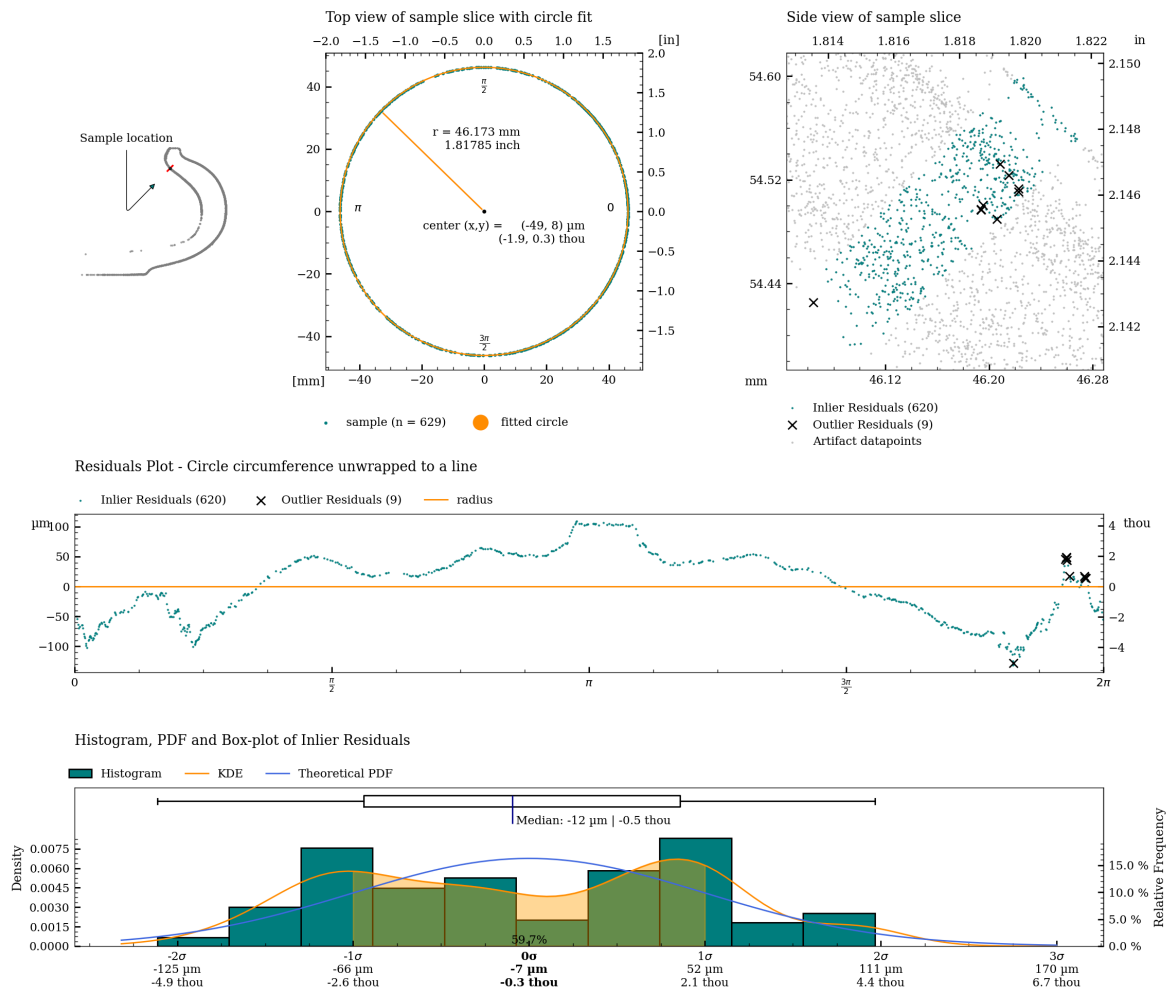 Top view of sample slice with circle fit
Side view of sample slice
−2.0 −1.5 −1.0 −0.5 0.0 0.5 1.0 1.5 [in]
1.814 1.816 1.818 1.820 1.822 in
Sample location
40
20
0
−20
−40
[mm]
π/2
π
0
3π/2
r = 46.173 mm
1.81785 inch
center (x,y) = (-49, 8) µm
(-1.9, 0.3) thou
2.0
1.5
1.0
0.5
0.0
−0.5
−1.0
−1.5
−40 −20 0 20 40
54.60
54.52
54.44
mm
2.150
2.148
2.146
2.144
2.142
46.12 46.20 46.28
sample (n = 629) fitted circle
Inlier Residuals (620)
Outlier Residuals (9)
Artifact datapoints
Residuals Plot - Circle circumference unwrapped to a line
Inlier Residuals (620) Outlier Residuals (9) radius
µm
100
50
0
−50
−100
thou
4
2
0
−2
−4
0 π/2 π 3π/2 2π
Histogram, PDF and Box-plot of Inlier Residuals
Histogram KDE Theoretical PDF
Median: -12 µm | -0.5 thou
Density
0.0075
0.0060
0.0045
0.0030
0.0015
0.0000
Relative Frequency
15.0 %
10.0 %
5.0 %
0.0 %
59.7%
-2σ -1σ 0σ 1σ 2σ 3σ
-125 µm -66 µm -7 µm 52 µm 111 µm 170 µm
-4.9 thou -2.6 thou -0.3 thou 2.1 thou 4.4 thou 6.7 thou